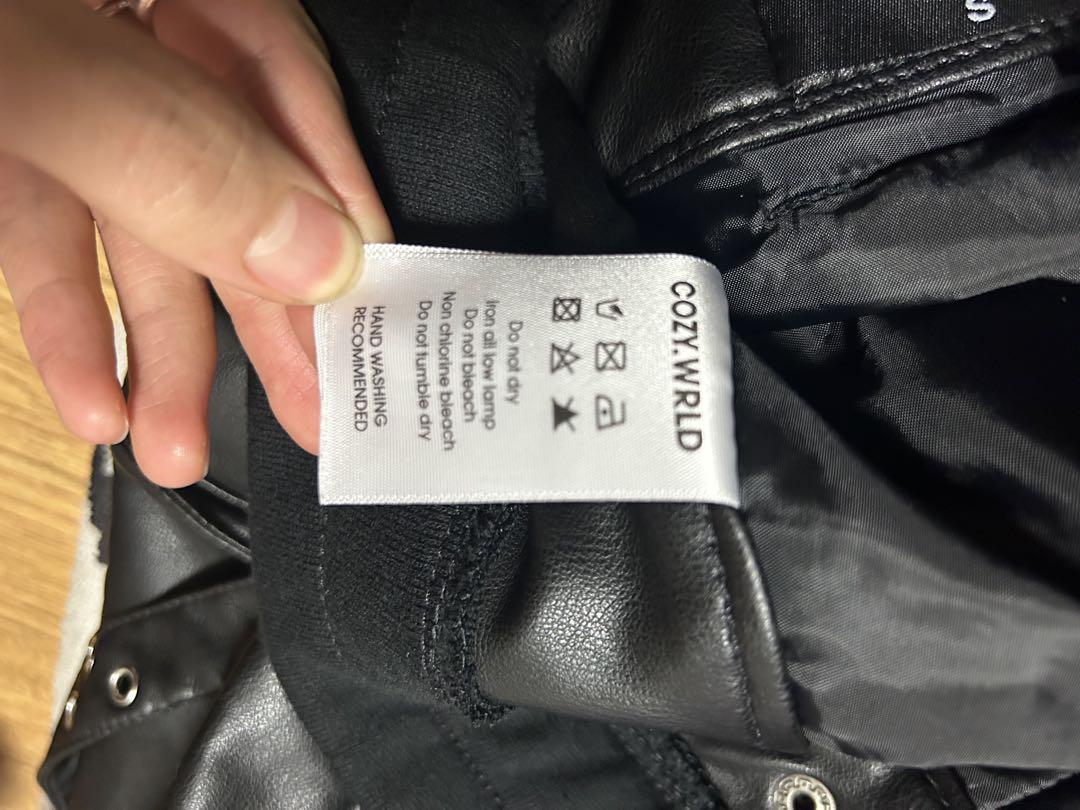 S
COZY.WRLD
Do not dry
Iron all low lamp
Do not bleach
Non chlorine bleach
Do not tumble dry
HAND WASHING
RECOMMENDED